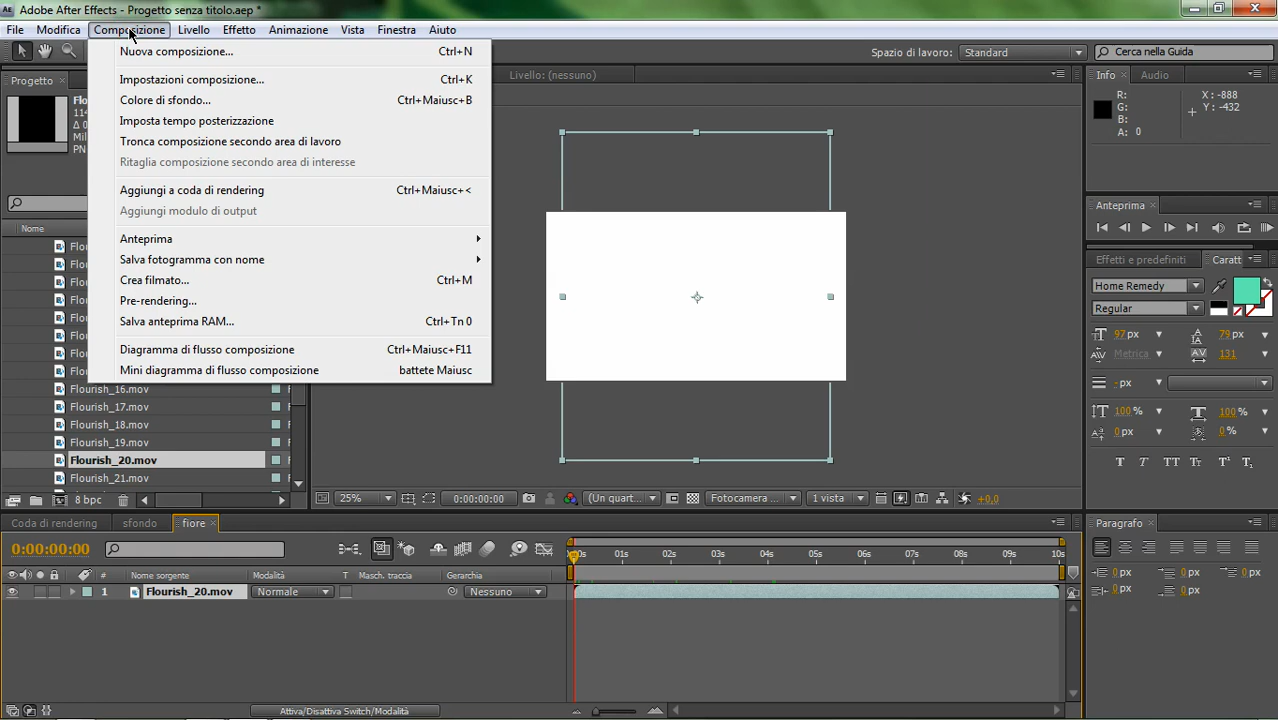 Adobe After Effects - Progetto senza titolo.aep *
File Modifica Composizione Livello Effetto Animazione Vista Finestra Aiuto
Spazio di lavoro: Standard Cerca nella Guida
Nuova composizione... Ctrl+N
Impostazioni composizione... Ctrl+K
Colore di sfondo... Ctrl+Maiusc+B
Imposta tempo posterizzazione
Tronca composizione secondo area di lavoro
Ritaglia composizione secondo area di interesse
Aggiungi a coda di rendering Ctrl+Maiusc+<
Aggiungi modulo di output
Anteprima
Salva fotogramma con nome
Crea filmato... Ctrl+M
Pre-rendering...
Salva anteprima RAM... Ctrl+Tn 0
Diagramma di flusso composizione Ctrl+Maiusc+F11
Mini diagramma di flusso composizione battete Maiusc
Progetto
Livello: (nessuno)
Nome
Flourish_16.mov
Flourish_17.mov
Flourish_18.mov
Flourish_19.mov
Flourish_20.mov
Flourish_21.mov
8 bpc
25% 0:00:00:00 (Un quart... Fotocamera ... 1 vista +0,0
Info Audio
R: X : -888
G: Y : -432
B:
A: 0
Anteprima
Effetti e predefiniti Caratt
Home Remedy
Regular
97 px 79 px
Metrica 131
- px
100 % 100 %
0 px 0 %
T T TT Tt T
Coda di rendering sfondo fiore
0:00:00:00
00s 01s 02s 03s 04s 05s 06s 07s 08s 09s 10s
# Nome sorgente Modalità T Masch. traccia Gerarchia
1 Flourish_20.mov Normale Nessuno
Attiva/Disattiva Switch/Modalità
Paragrafo
0 px 0 px 0 px
0 px 0 px